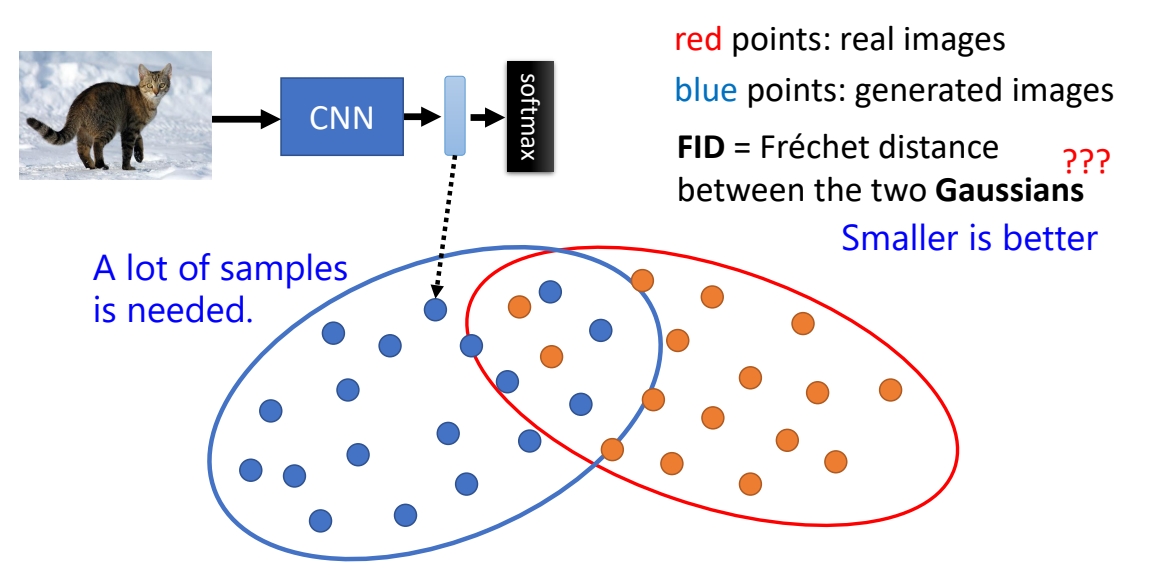 CNN
softmax
red points: real images
blue points: generated images
FID = Fréchet distance
between the two Gaussians
???
Smaller is better
A lot of samples
is needed.